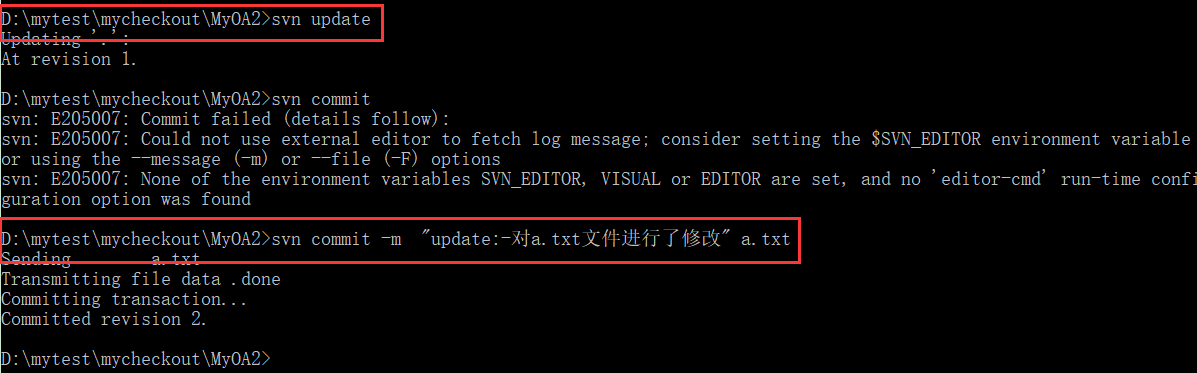 D:\mytest\mycheckout\MyOA2>svn update
Updating '.':
At revision 1.
D:\mytest\mycheckout\MyOA2>svn commit
svn: E205007: Commit failed (details follow):
svn: E205007: Could not use external editor to fetch log message; consider setting the $SVN_EDITOR environment variable
or using the --message (-m) or --file (-F) options
svn: E205007: None of the environment variables SVN_EDITOR, VISUAL or EDITOR are set, and no 'editor-cmd' run-time confi
guration option was found
D:\mytest\mycheckout\MyOA2>svn commit -m  "update:-对a.txt文件进行了修改" a.txt
Sending        a.txt
Transmitting file data .done
Committing transaction...
Committed revision 2.
D:\mytest\mycheckout\MyOA2>